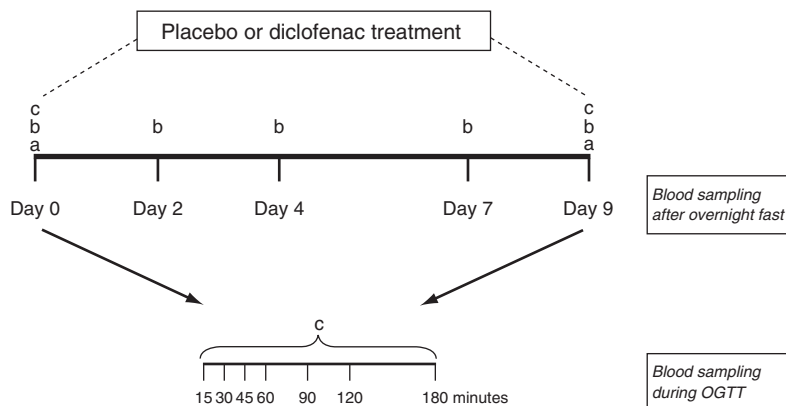 Placebo or diclofenac treatment
c c
b b b b b
a a
Day 0 Day 2 Day 4 Day 7 Day 9
Blood sampling
after overnight fast
c
15 30 45 60 90 120 180 minutes
Blood sampling
during OGTT